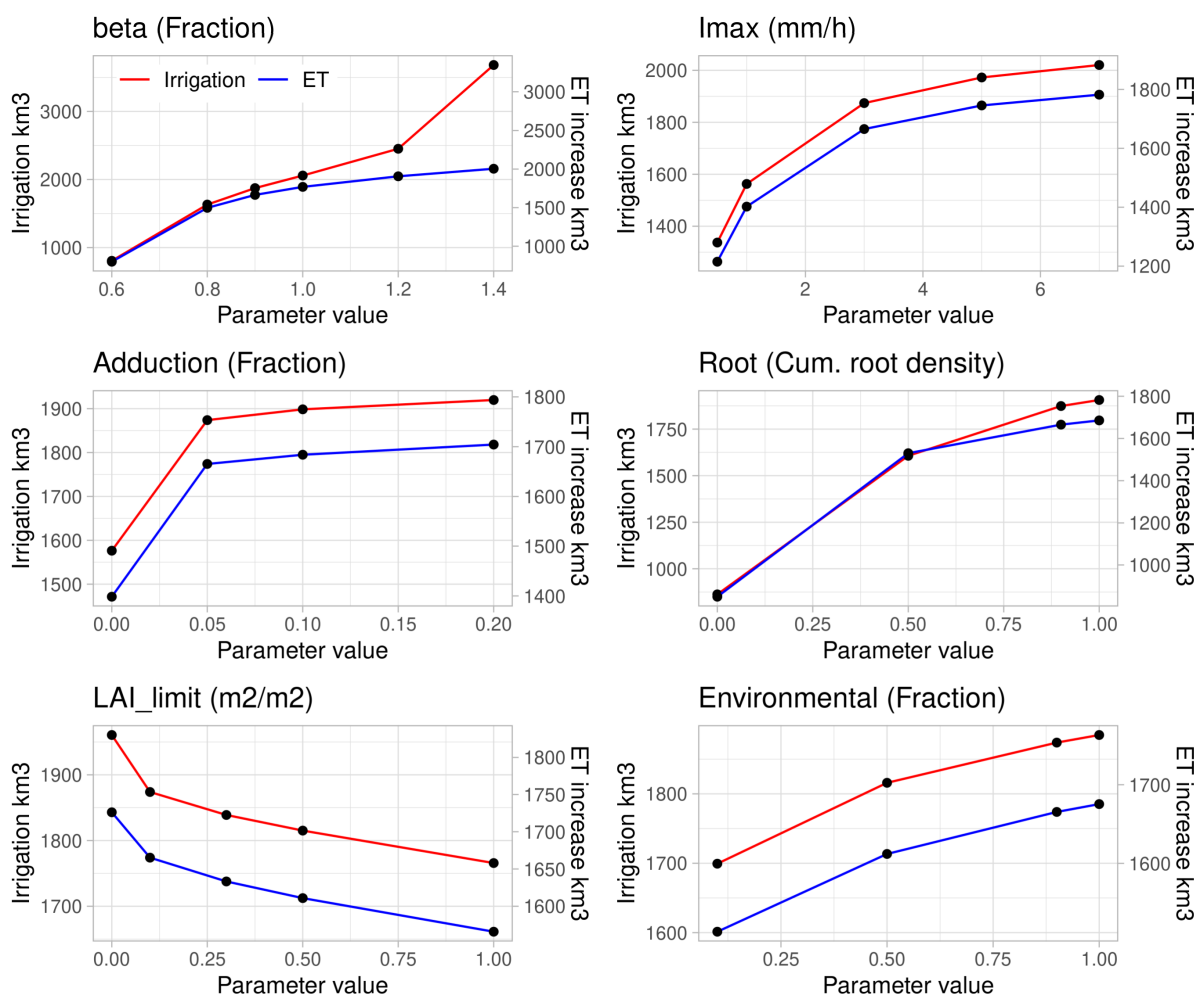 beta (Fraction)
Irrigation ET
Irrigation km3
3000
2000
1000
3000
2500
2000
1500
1000
ET increase km3
0.6 0.8 1.0 1.2 1.4
Parameter value
Imax (mm/h)
Irrigation km3
2000
1800
1600
1400
1800
1600
1400
1200
ET increase km3
2 4 6
Parameter value
Adduction (Fraction)
Irrigation km3
1900
1800
1700
1600
1500
1800
1700
1600
1500
1400
ET increase km3
0.00 0.05 0.10 0.15 0.20
Parameter value
Root (Cum. root density)
Irrigation km3
1750
1500
1250
1000
1800
1600
1400
1200
1000
ET increase km3
0.00 0.25 0.50 0.75 1.00
Parameter value
LAI_limit (m2/m2)
Irrigation km3
1900
1800
1700
1800
1750
1700
1650
1600
ET increase km3
0.00 0.25 0.50 0.75 1.00
Parameter value
Environmental (Fraction)
Irrigation km3
1800
1700
1600
1700
1600
ET increase km3
0.25 0.50 0.75 1.00
Parameter value